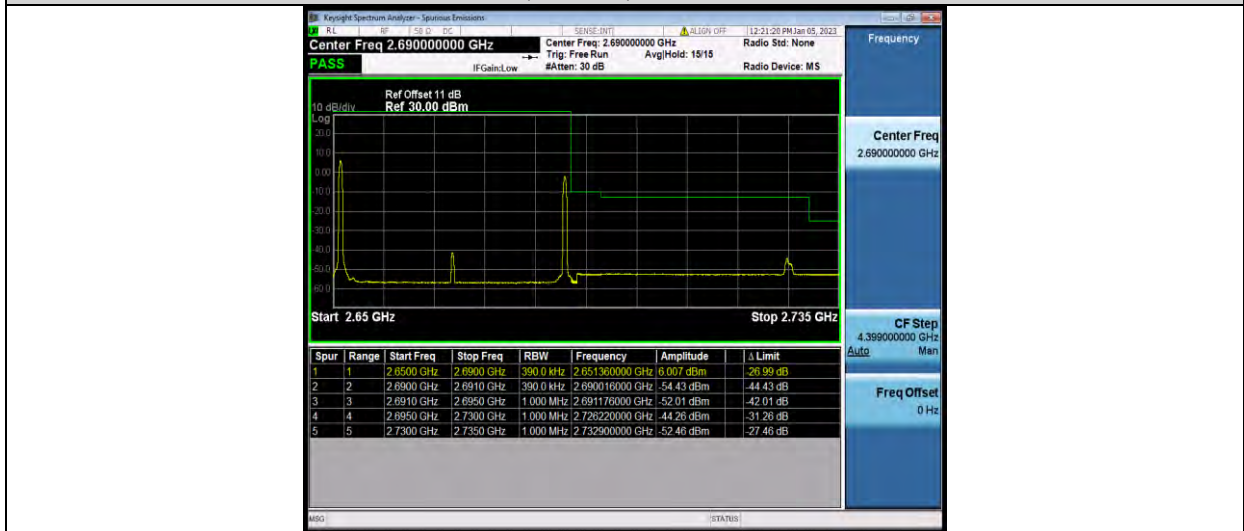 Keysight Spectrum Analyzer - Spurious Emissions
RL RF 50 Ω DC SENSE:INT ALIGN OFF 12:21:20 PM Jan 05, 2023
Center Freq 2.690000000 GHz Center Freq: 2.690000000 GHz Radio Std: None
Trig: Free Run Avg|Hold: 15/15
PASS IFGain:Low #Atten: 30 dB Radio Device: MS
Frequency
Ref Offset 11 dB
10 dB/div Ref 30.00 dBm
Log
20.0
10.0
0.00
-10.0
-20.0
-30.0
-40.0
-50.0
-60.0
Start 2.65 GHz Stop 2.735 GHz
Center Freq
2.690000000 GHz
CF Step
4.399000000 GHz
Auto Man
Freq Offset
0 Hz
Spur Range Start Freq Stop Freq RBW Frequency Amplitude Δ Limit
1 1 2.6500 GHz 2.6900 GHz 390.0 kHz 2.651360000 GHz 6.007 dBm -26.99 dB
2 2 2.6900 GHz 2.6910 GHz 390.0 kHz 2.690016000 GHz -54.43 dBm -44.43 dB
3 3 2.6910 GHz 2.6950 GHz 1.000 MHz 2.691176000 GHz -52.01 dBm -42.01 dB
4 4 2.6950 GHz 2.7300 GHz 1.000 MHz 2.726220000 GHz -44.26 dBm -31.26 dB
5 5 2.7300 GHz 2.7350 GHz 1.000 MHz 2.732900000 GHz -52.46 dBm -27.46 dB
MSG STATUS